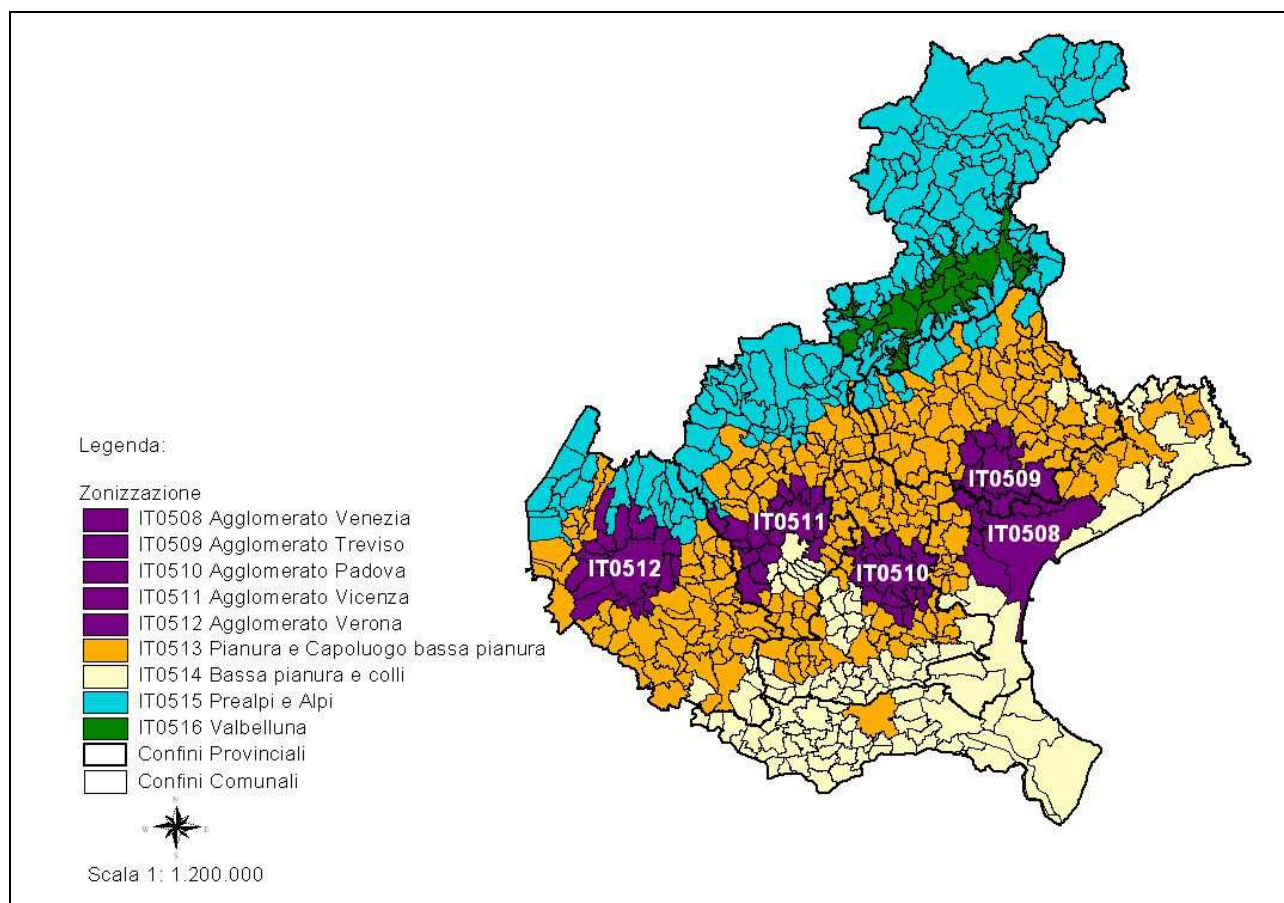 Legenda:
Zonizzazione
IT0508 Agglomerato Venezia
IT0509 Agglomerato Treviso
IT0510 Agglomerato Padova
IT0511 Agglomerato Vicenza
IT0512 Agglomerato Verona
IT0513 Pianura e Capoluogo bassa pianura
IT0514 Bassa pianura e colli
IT0515 Prealpi e Alpi
IT0516 Valbelluna
Confini Provinciali
Confini Comunali
N
W E
S
Scala 1: 1.200.000
IT0509
IT0511
IT0508
IT0512
IT0510